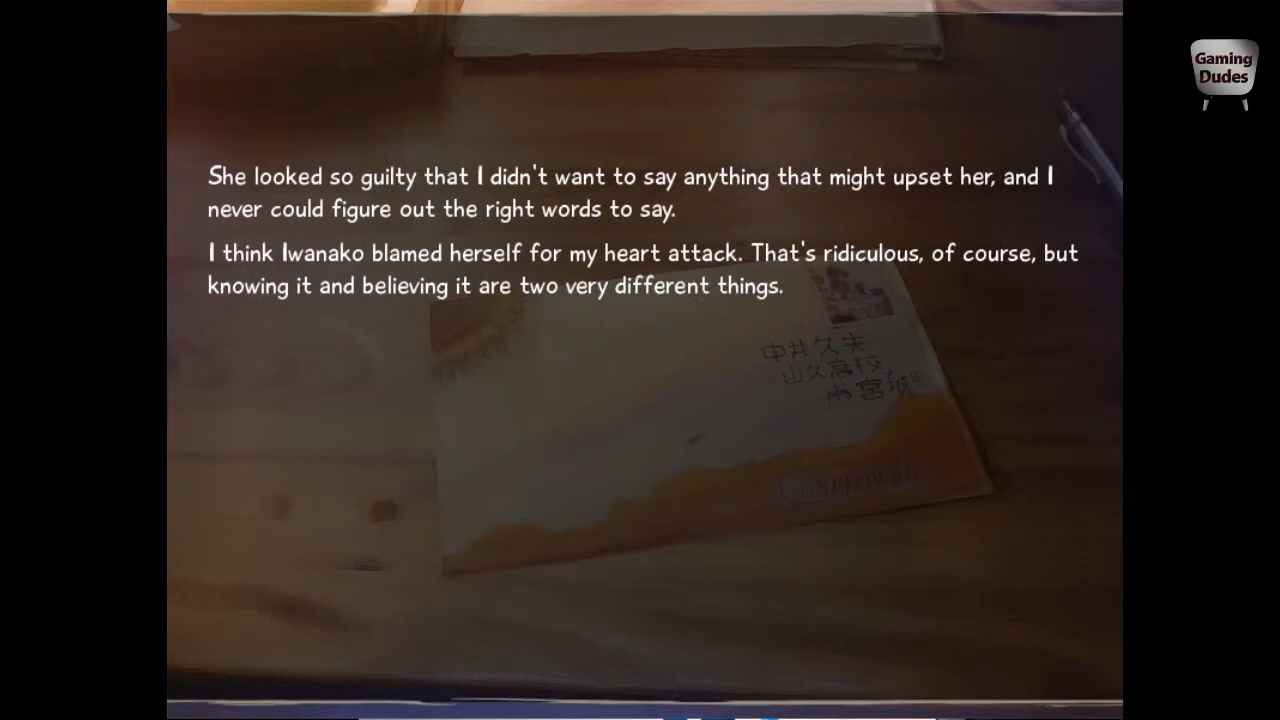 Gaming
Dudes
She looked so guilty that I didn't want to say anything that might upset her, and I
never could figure out the right words to say.
I think Iwanako blamed herself for my heart attack. That's ridiculous, of course, but
knowing it and believing it are two very different things.
中井久夫
山久高校
宮城